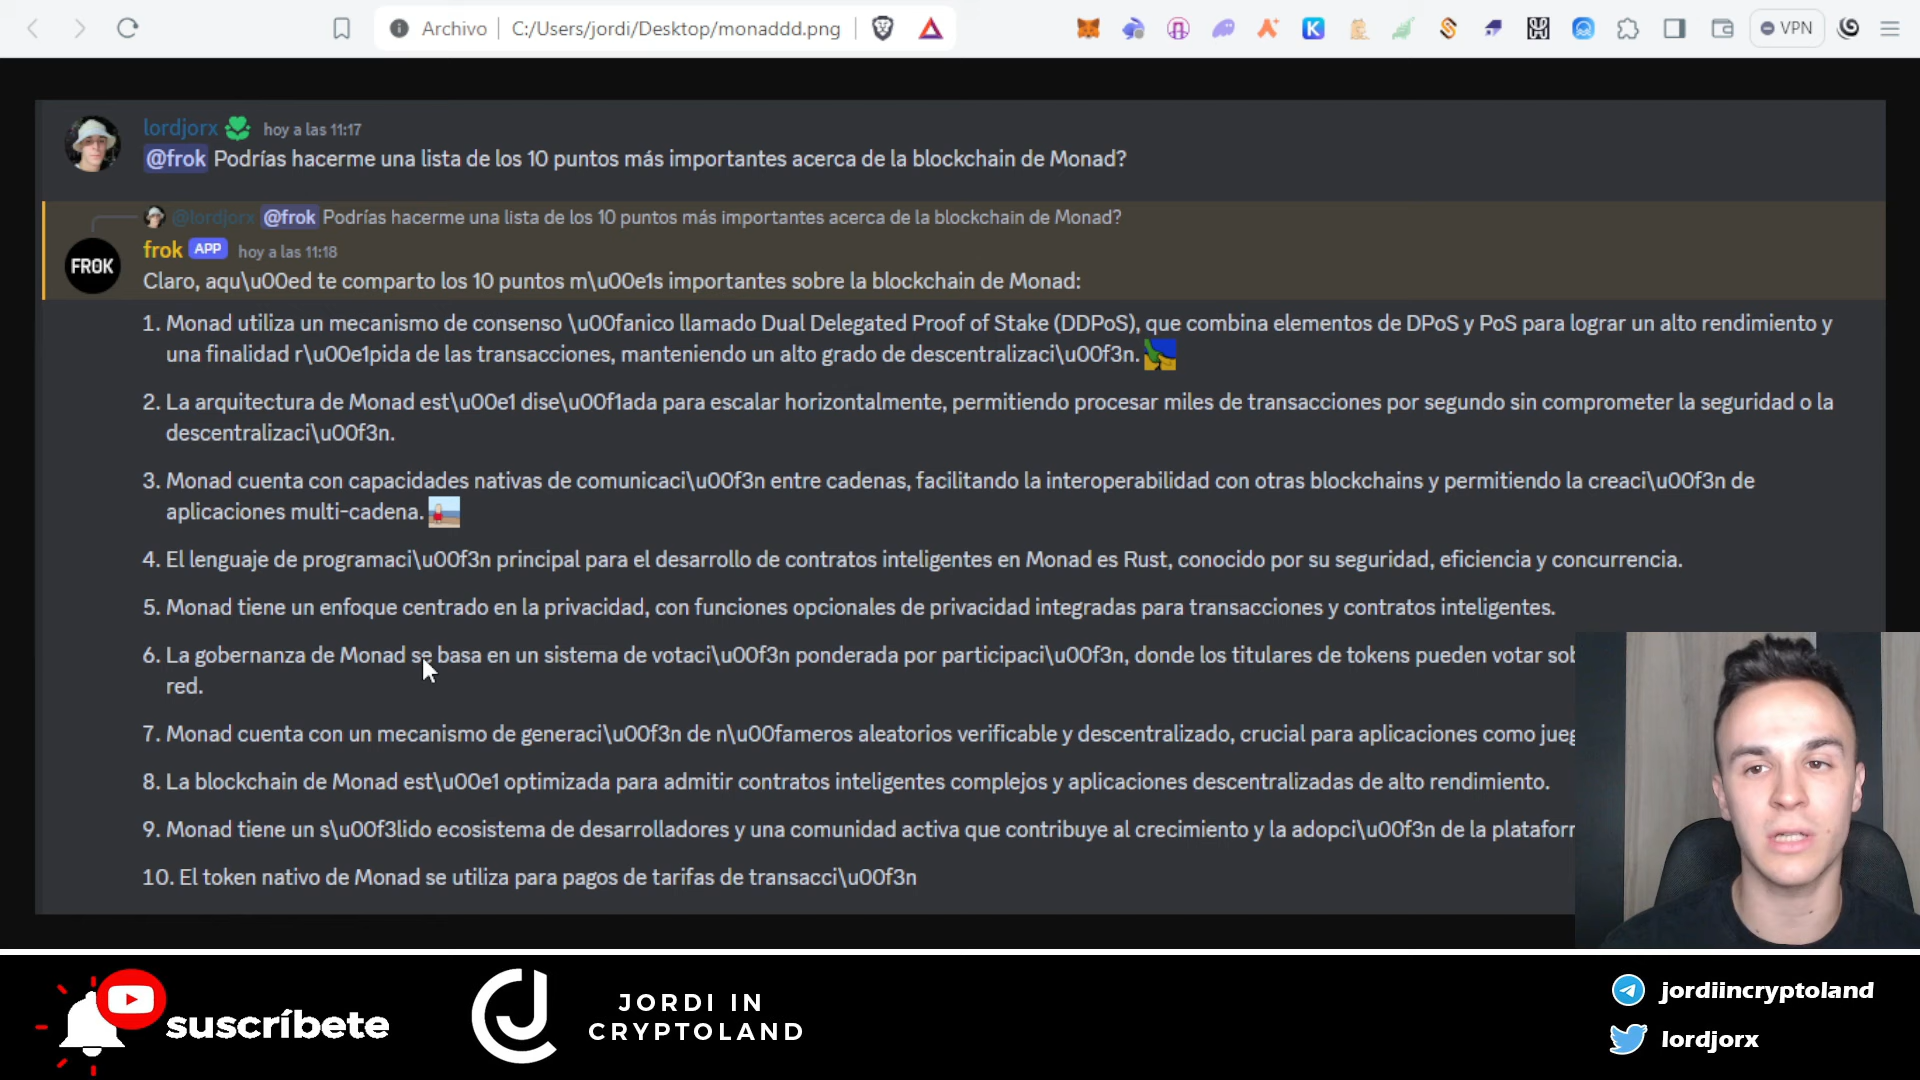 Archivo | C:/Users/jordi/Desktop/monaddd.png
VPN
lordjorx hoy a las 11:17
@frok Podrías hacerme una lista de los 10 puntos más importantes acerca de la blockchain de Monad?
@lordjorx @frok Podrías hacerme una lista de los 10 puntos más importantes acerca de la blockchain de Monad?
FROK
frok APP hoy a las 11:18
Claro, aqu\u00ed te comparto los 10 puntos m\u00e1s importantes sobre la blockchain de Monad:
1. Monad utiliza un mecanismo de consenso \u00fanico llamado Dual Delegated Proof of Stake (DDPoS), que combina elementos de DPoS y PoS para lograr un alto rendimiento y
una finalidad r\u00e1pida de las transacciones, manteniendo un alto grado de descentralizaci\u00f3n.
2. La arquitectura de Monad est\u00e1 dise\u00f1ada para escalar horizontalmente, permitiendo procesar miles de transacciones por segundo sin comprometer la seguridad o la
descentralizaci\u00f3n.
3. Monad cuenta con capacidades nativas de comunicaci\u00f3n entre cadenas, facilitando la interoperabilidad con otras blockchains y permitiendo la creaci\u00f3n de
aplicaciones multi-cadena.
4. El lenguaje de programaci\u00f3n principal para el desarrollo de contratos inteligentes en Monad es Rust, conocido por su seguridad, eficiencia y concurrencia.
5. Monad tiene un enfoque centrado en la privacidad, con funciones opcionales de privacidad integradas para transacciones y contratos inteligentes.
6. La gobernanza de Monad se basa en un sistema de votaci\u00f3n ponderada por participaci\u00f3n, donde los titulares de tokens pueden votar
red.
7. Monad cuenta con un mecanismo de generaci\u00f3n de n\u00fameros aleatorios verificable y descentralizado, crucial para aplicaciones como
8. La blockchain de Monad est\u00e1 optimizada para admitir contratos inteligentes complejos y aplicaciones descentralizadas de alto rendimiento.
9. Monad tiene un s\u00f3lido ecosistema de desarrolladores y una comunidad activa que contribuye al crecimiento y la adopci\u00f3n de la
10. El token nativo de Monad se utiliza para pagos de tarifas de transacci\u00f3n
suscríbete
JORDI IN
CRYPTOLAND
jordiincryptoland
lordjorx